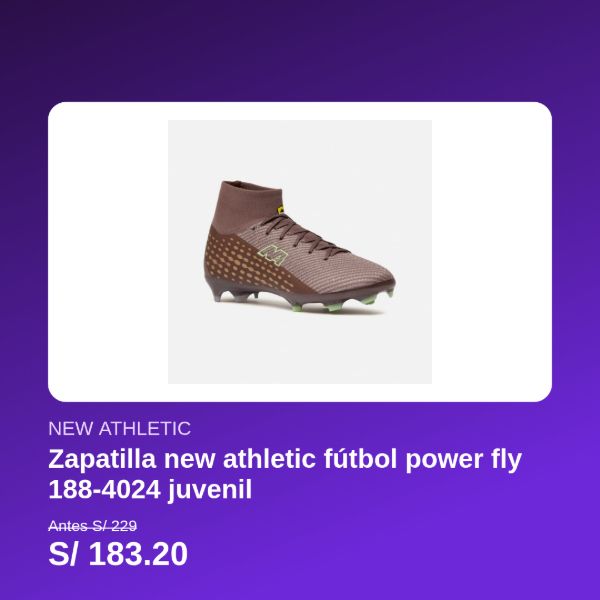 NEW ATHLETIC
Zapatilla new athletic fútbol power fly
188-4024 juvenil
Antes S/ 229
S/ 183.20